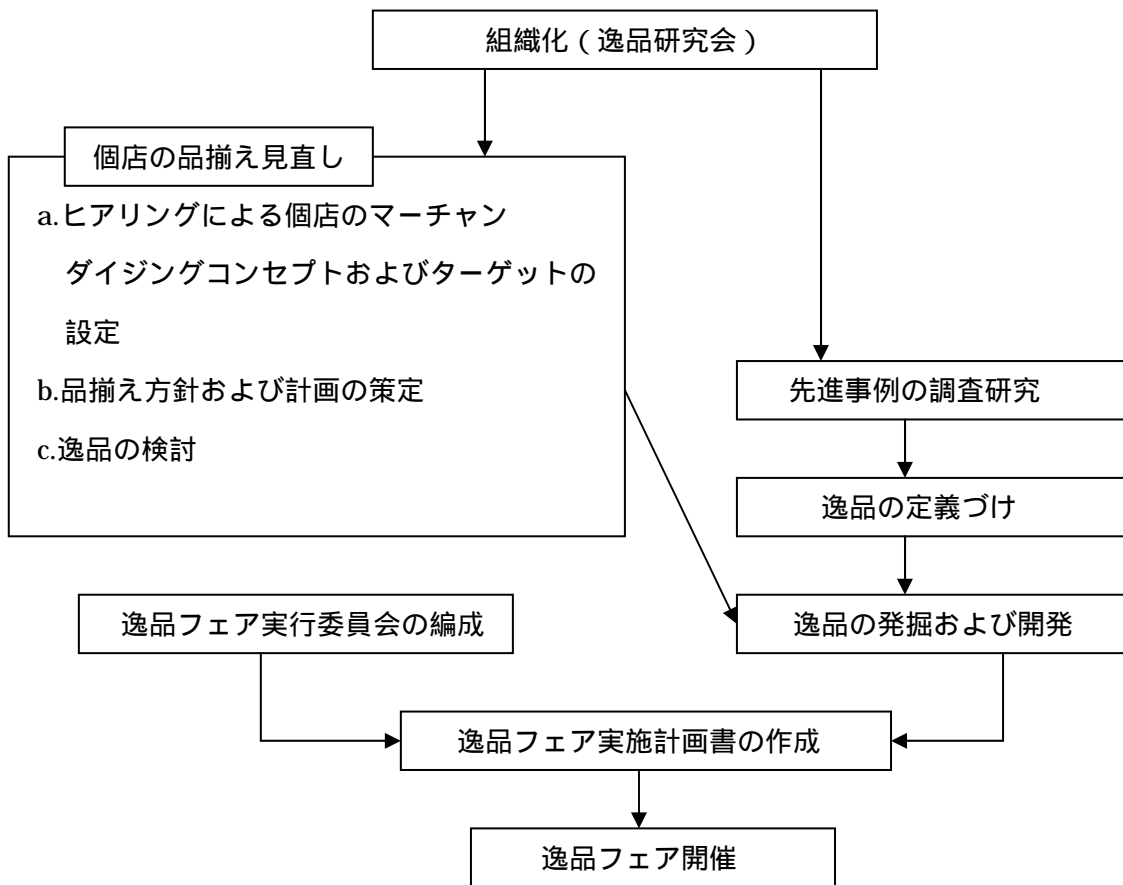 組織化（逸品研究会）
個店の品揃え見直し
a.ヒアリングによる個店のマーチャン
ダイジングコンセプトおよびターゲットの
設定
b.品揃え方針および計画の策定
c.逸品の検討
先進事例の調査研究
逸品の定義づけ
逸品の発掘および開発
逸品フェア実行委員会の編成
逸品フェア実施計画書の作成
逸品フェア開催